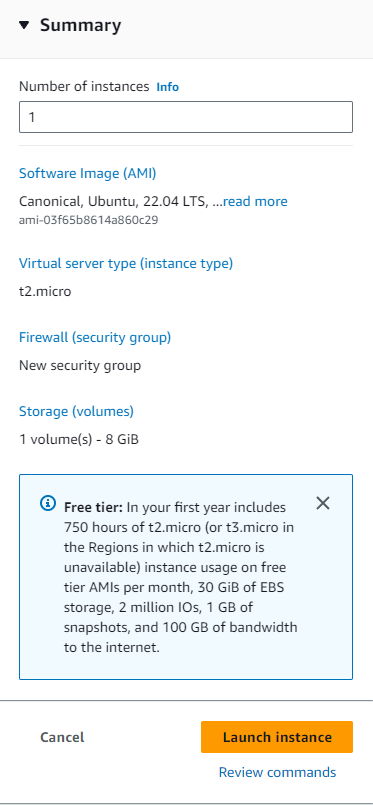 Summary
Number of instances Info
1
Software Image (AMI)
Canonical, Ubuntu, 22.04 LTS, ...read more
ami-03f65b8614a860c29
Virtual server type (instance type)
t2.micro
Firewall (security group)
New security group
Storage (volumes)
1 volume(s) - 8 GiB
Free tier: In your first year includes
750 hours of t2.micro (or t3.micro in
the Regions in which t2.micro is
unavailable) instance usage on free
tier AMIs per month, 30 GiB of EBS
storage, 2 million IOs, 1 GB of
snapshots, and 100 GB of bandwidth
to the internet.
Cancel
Launch instance
Review commands